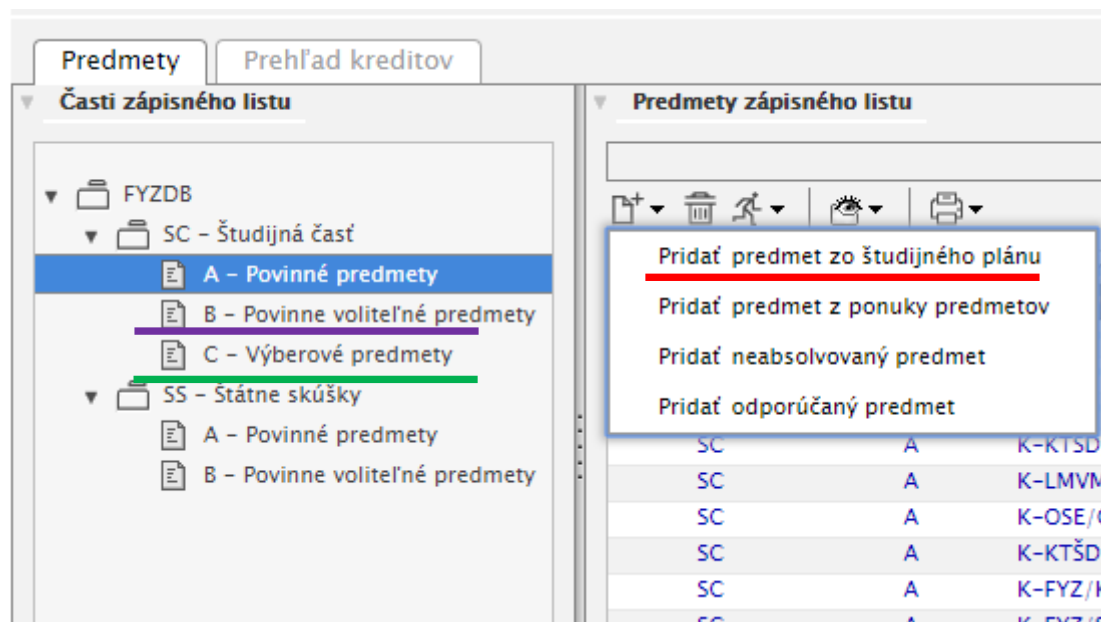 Predmety
Prehľad kreditov
Časti zápisného listu
FYZDB
SC – Študijná časť
A – Povinné predmety
B – Povinne voliteľné predmety
C – Výberové predmety
SS – Štátne skúšky
A – Povinné predmety
B – Povinne voliteľné predmety
Predmety zápisného listu
Pridať predmet zo študijného plánu
Pridať predmet z ponuky predmetov
Pridať neabsolvovaný predmet
Pridať odporúčaný predmet
SC A K-KTŠD
SC A K-LMVM
SC A K-OSE/
SC A K-KTŠD
SC A K-FYZ/